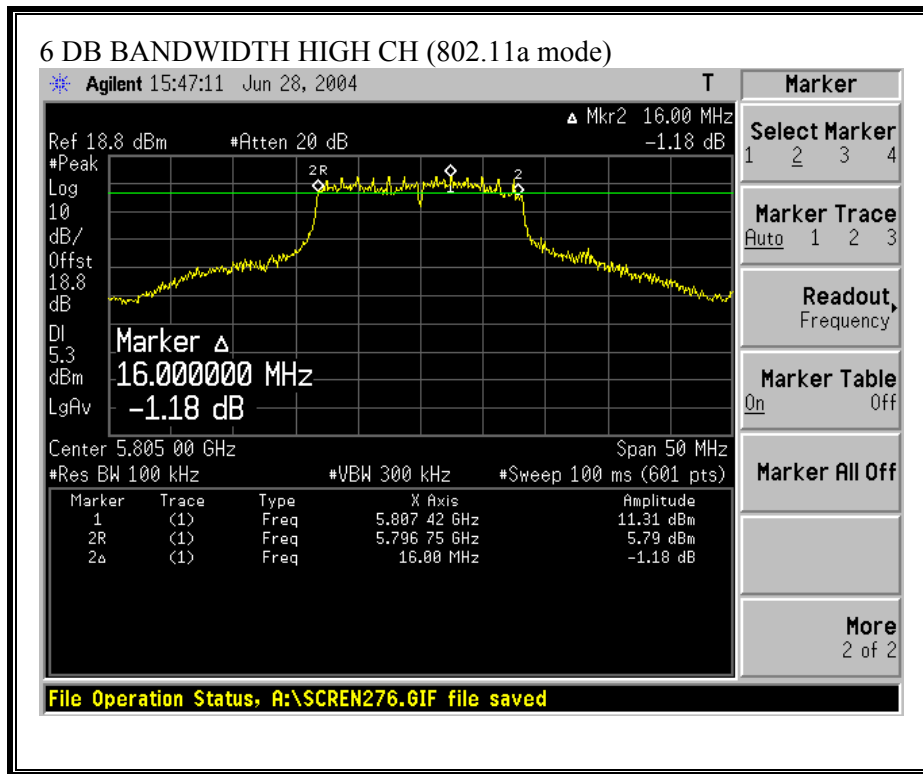 6 DB BANDWIDTH HIGH CH (802.11a mode)
Agilent 15:47:11 Jun 28, 2004 T
Δ Mkr2 16.00 MHz
Ref 18.8 dBm #Atten 20 dB -1.18 dB
#Peak
Log
10
dB/
Offst
18.8
dB
DI
5.3
dBm
LgAv
2R
1
2
Marker Δ
16.000000 MHz
-1.18 dB
Center 5.805 00 GHz Span 50 MHz
#Res BW 100 kHz #VBW 300 kHz #Sweep 100 ms (601 pts)
Marker Trace Type X Axis Amplitude
1 (1) Freq 5.807 42 GHz 11.31 dBm
2R (1) Freq 5.796 75 GHz 5.79 dBm
2Δ (1) Freq 16.00 MHz -1.18 dB
Marker
Select Marker
1 2 3 4
Marker Trace
Auto 1 2 3
Readout
Frequency
Marker Table
On Off
Marker All Off
More
2 of 2
File Operation Status, A:\SCREN276.GIF file saved